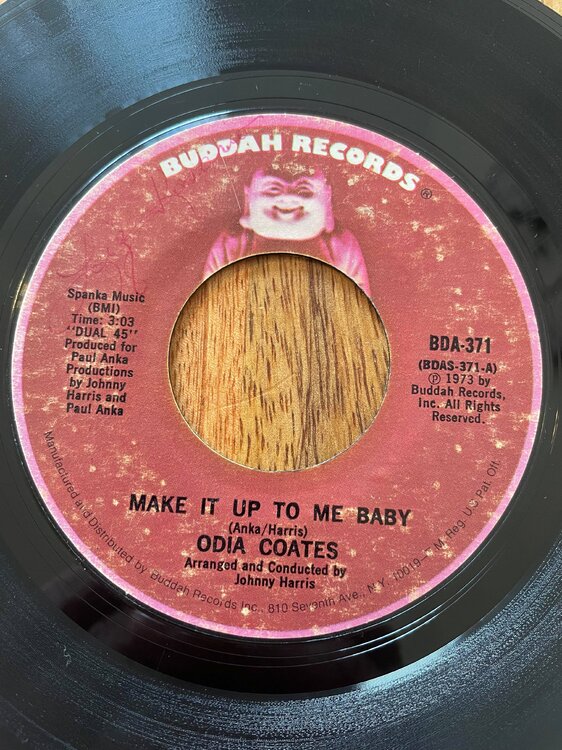 BUDDAH RECORDS®
Spanka Music
(BMI)
Time: 3:03
"DUAL 45"
Produced for
Paul Anka
Productions
by Johnny
Harris and
Paul Anka
BDA-371
(BDAS-371-A)
Ⓟ 1973 by
Buddah Records,
Inc. All Rights
Reserved.
MAKE IT UP TO ME BABY
(Anka/Harris)
ODIA COATES
Arranged and Conducted by
Johnny Harris
Manufactured and Distributed by Buddah Records Inc., 810 Seventh Ave., N.Y., N.Y. 10019–T.M. Reg. US Pat. Off.